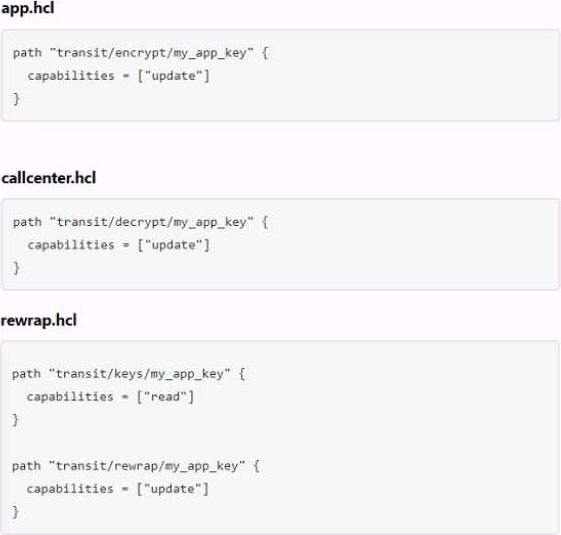 app.hcl
path "transit/encrypt/my_app_key" {
capabilities = ["update"]
}
callcenter.hcl
path "transit/decrypt/my_app_key" {
capabilities = ["update"]
}
rewrap.hcl
path "transit/keys/my_app_key" {
capabilities = ["read"]
}
path "transit/rewrap/my_app_key" {
capabilities = ["update"]
}